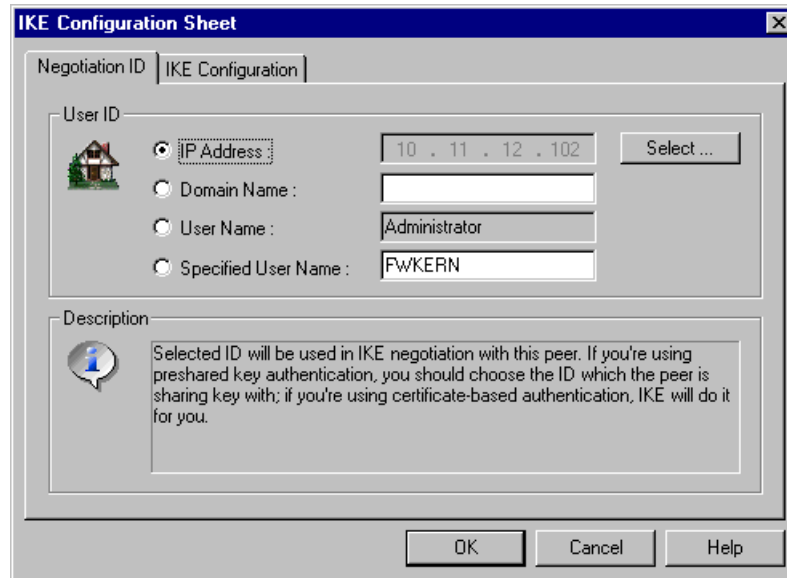 IKE Configuration Sheet
Negotiation ID
IKE Configuration
User ID
IP Address :
10 . 11 . 12 . 102
Select ...
Domain Name :
User Name :
Administrator
Specified User Name :
FWKERN
Description
Selected ID will be used in IKE negotiation with this peer. If you're using
preshared key authentication, you should choose the ID which the peer is
sharing key with; if you're using certificate-based authentication, IKE will do it
for you.
OK
Cancel
Help